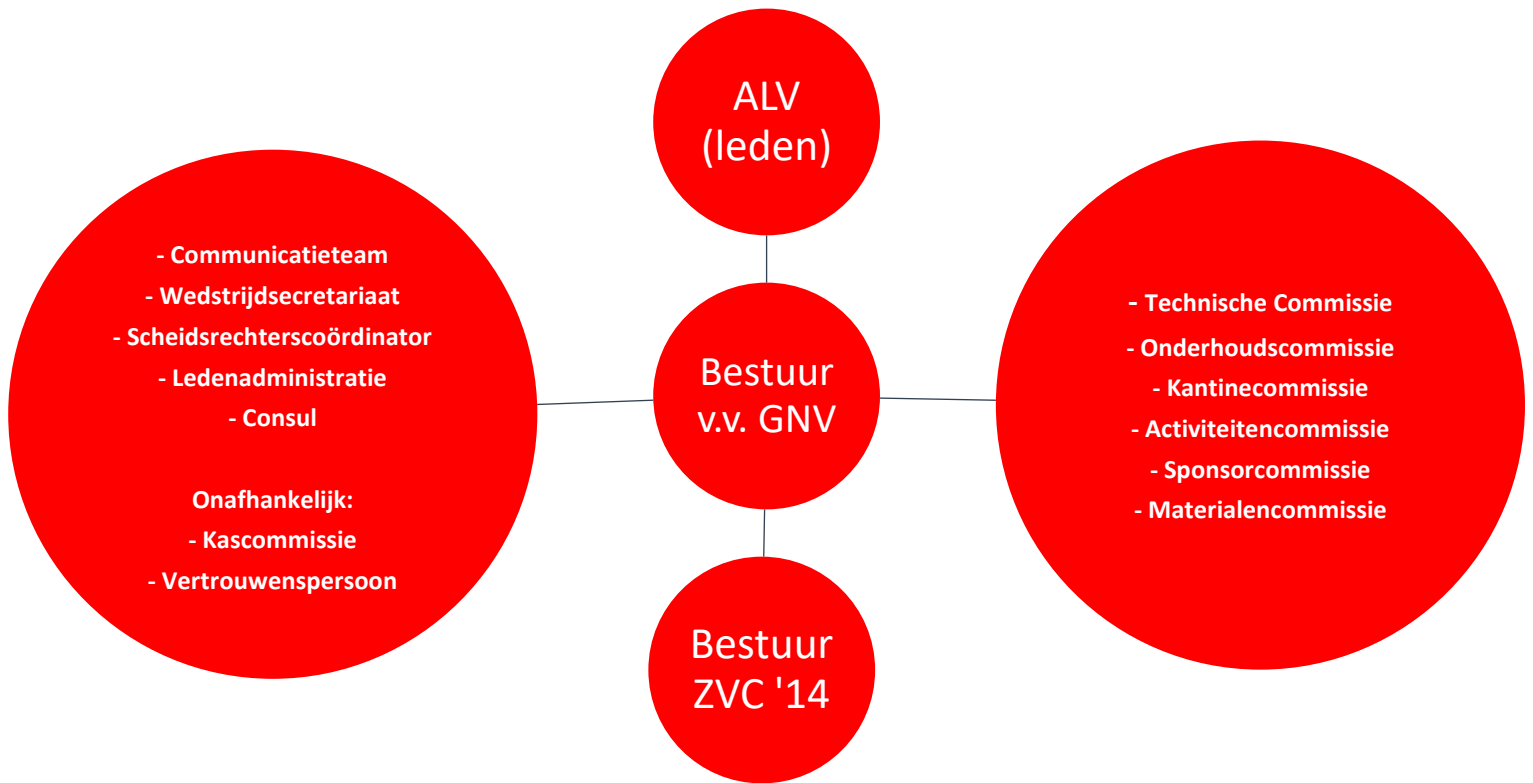 ALV
(leden)
- Communicatieteam
- Wedstrijdsecretariaat
- Scheidsrechterscoördinator
- Ledenadministratie
- Consul
Onafhankelijk:
- Kascommissie
- Vertrouwenspersoon
Bestuur
v.v. GNV
- Technische Commissie
- Onderhoudscommissie
- Kantinecommissie
- Activiteitencommissie
- Sponsorcommissie
- Materialencommissie
Bestuur
ZVC '14